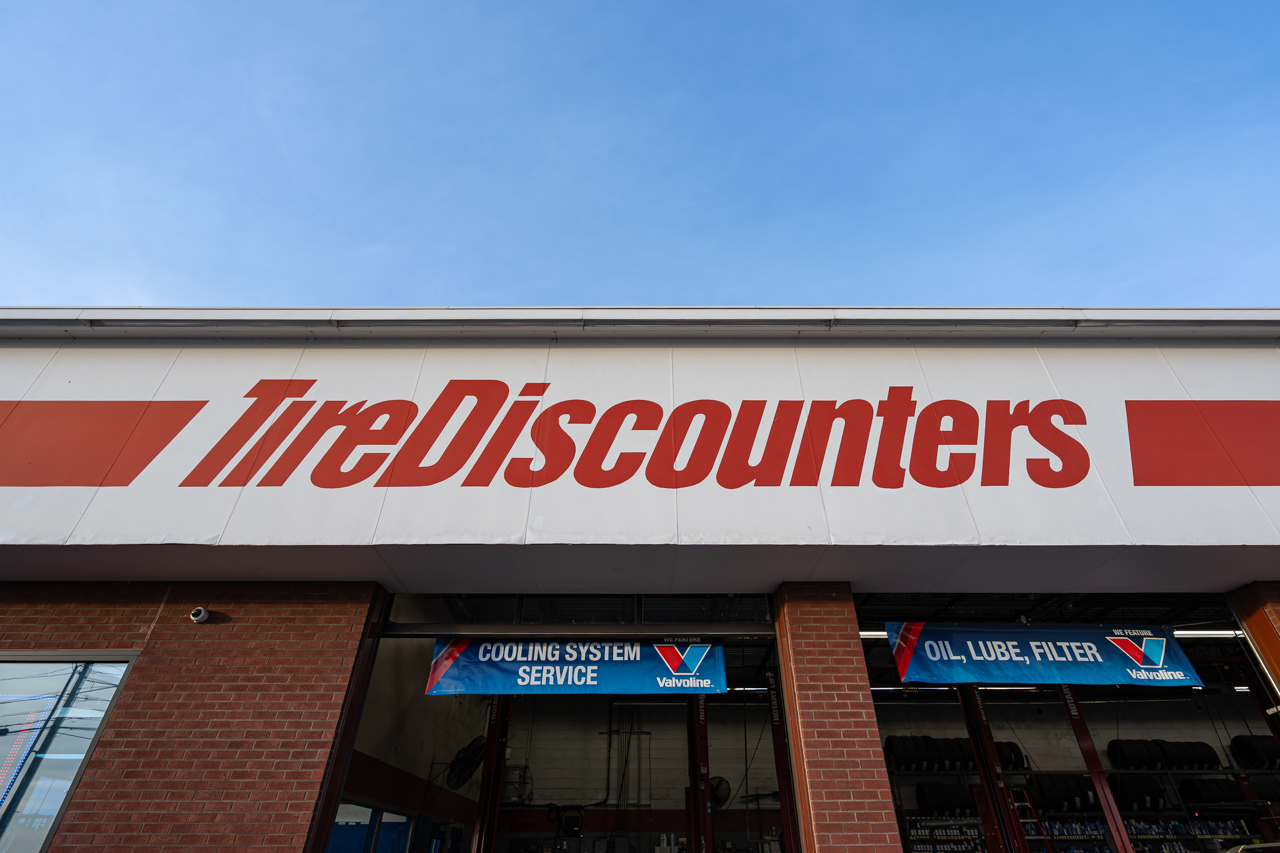 TireDiscounters
COOLING SYSTEM
SERVICE
WE FEATURE
Valvoline
OIL, LUBE, FILTER
WE FEATURE
Valvoline